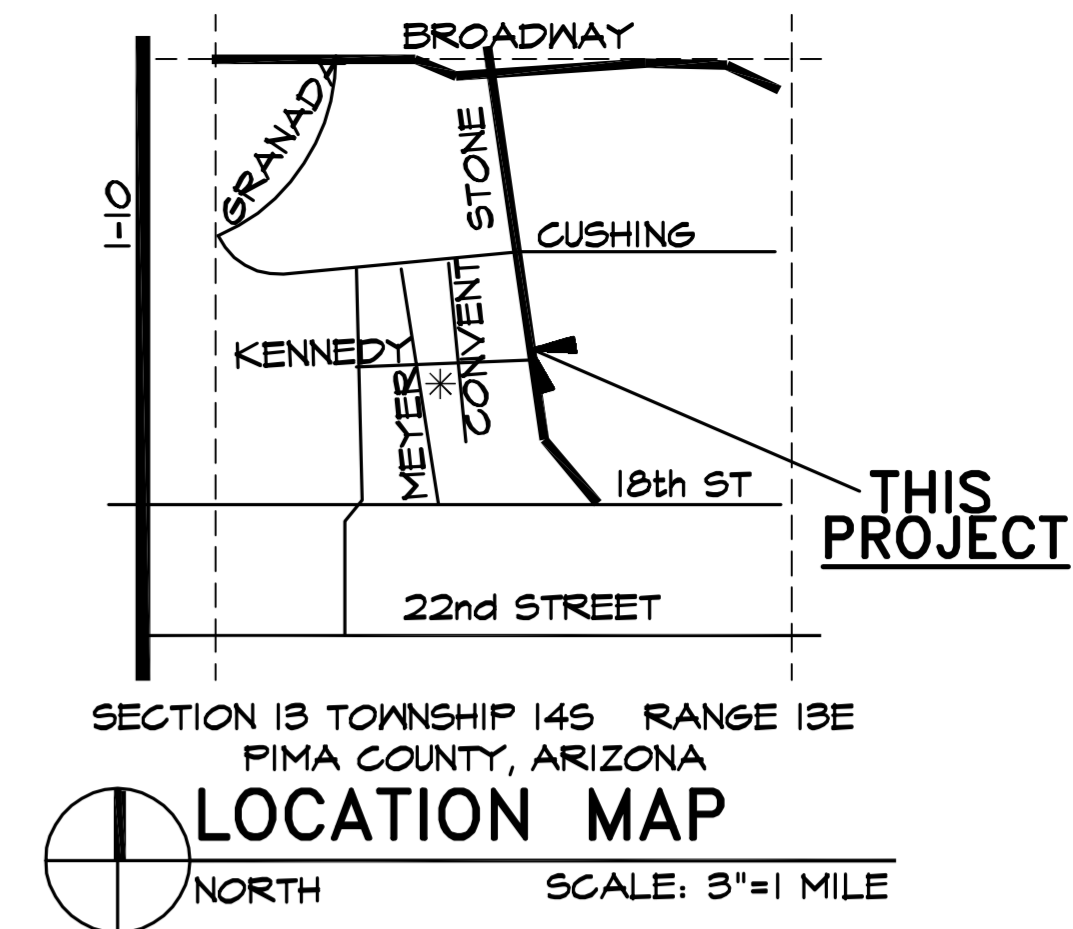 BROADWAY
GRANADA
STONE
I-10
CUSHING
CONVENT
KENNEDY
MEYER
18th ST
THIS
PROJECT
22nd STREET
SECTION 13 TOWNSHIP 14S RANGE 13E
PIMA COUNTY, ARIZONA
LOCATION MAP
NORTH
SCALE: 3"=1 MILE